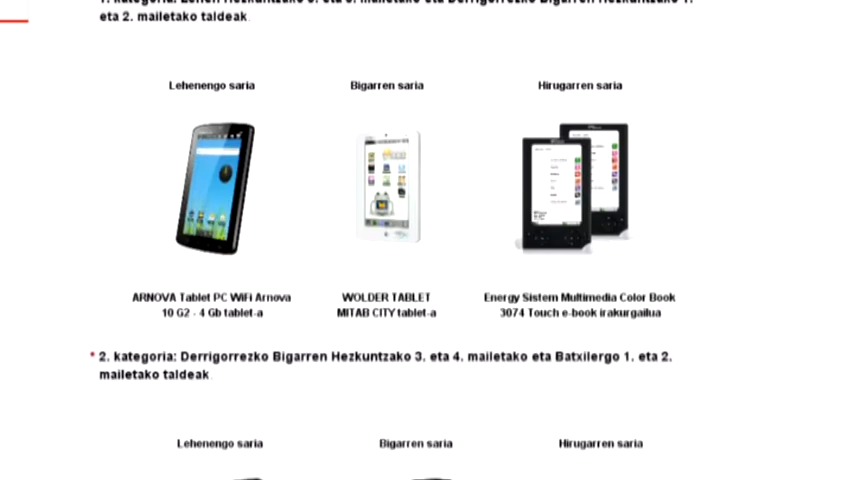 eta 2. mailetako taldeak.
Lehenengo saria
Bigarren saria
Hirugarren saria
ARNOVA Tablet PC WiFi Arnova
10 G2 - 4 Gb tablet-a
WOLDER TABLET
MITAB CITY tablet-a
Energy Sistem Multimedia Color Book
3074 Touch e-book irakurgailua
* 2. kategoria: Derrigorrezko Bigarren Hezkuntzako 3. eta 4. mailetako eta Batxilergo 1. eta 2.
mailetako taldeak.
Lehenengo saria
Bigarren saria
Hirugarren saria